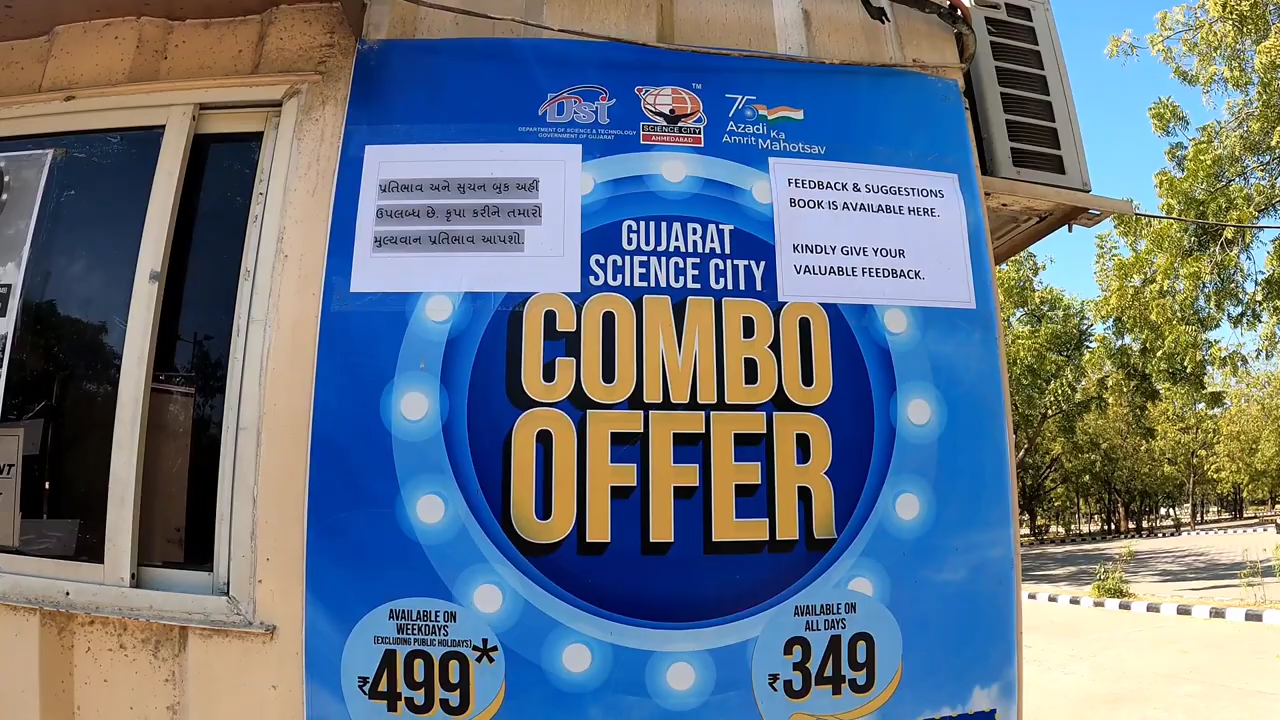 DST
DEPARTMENT OF SCIENCE & TECHNOLOGY
GOVERNMENT OF GUJARAT
TM
SCIENCE CITY
AHMEDABAD
75
Azadi Ka
Amrit Mahotsav
પ્રતિભાવ અને સુચન બુક અહીં
ઉપલબ્ધ છે. કૃપા કરીને તમારો
મુલ્યવાન પ્રતિભાવ આપશો.
FEEDBACK & SUGGESTIONS
BOOK IS AVAILABLE HERE.
KINDLY GIVE YOUR
VALUABLE FEEDBACK.
GUJARAT
SCIENCE CITY
COMBO
OFFER
AVAILABLE ON
WEEKDAYS
(EXCLUDING PUBLIC HOLIDAYS)
₹499*
AVAILABLE ON
ALL DAYS
₹349